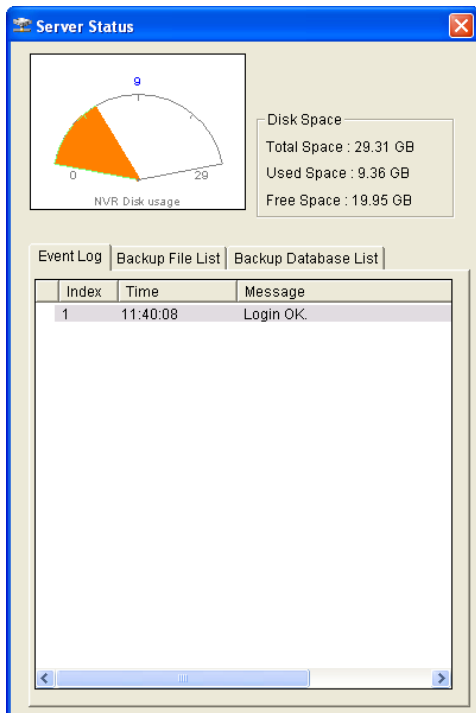 Server Status
9
0
29
NVR Disk usage
Disk Space
Total Space : 29.31 GB
Used Space : 9.36 GB
Free Space : 19.95 GB
Event Log Backup File List Backup Database List
Index Time Message
1 11:40:08 Login OK.